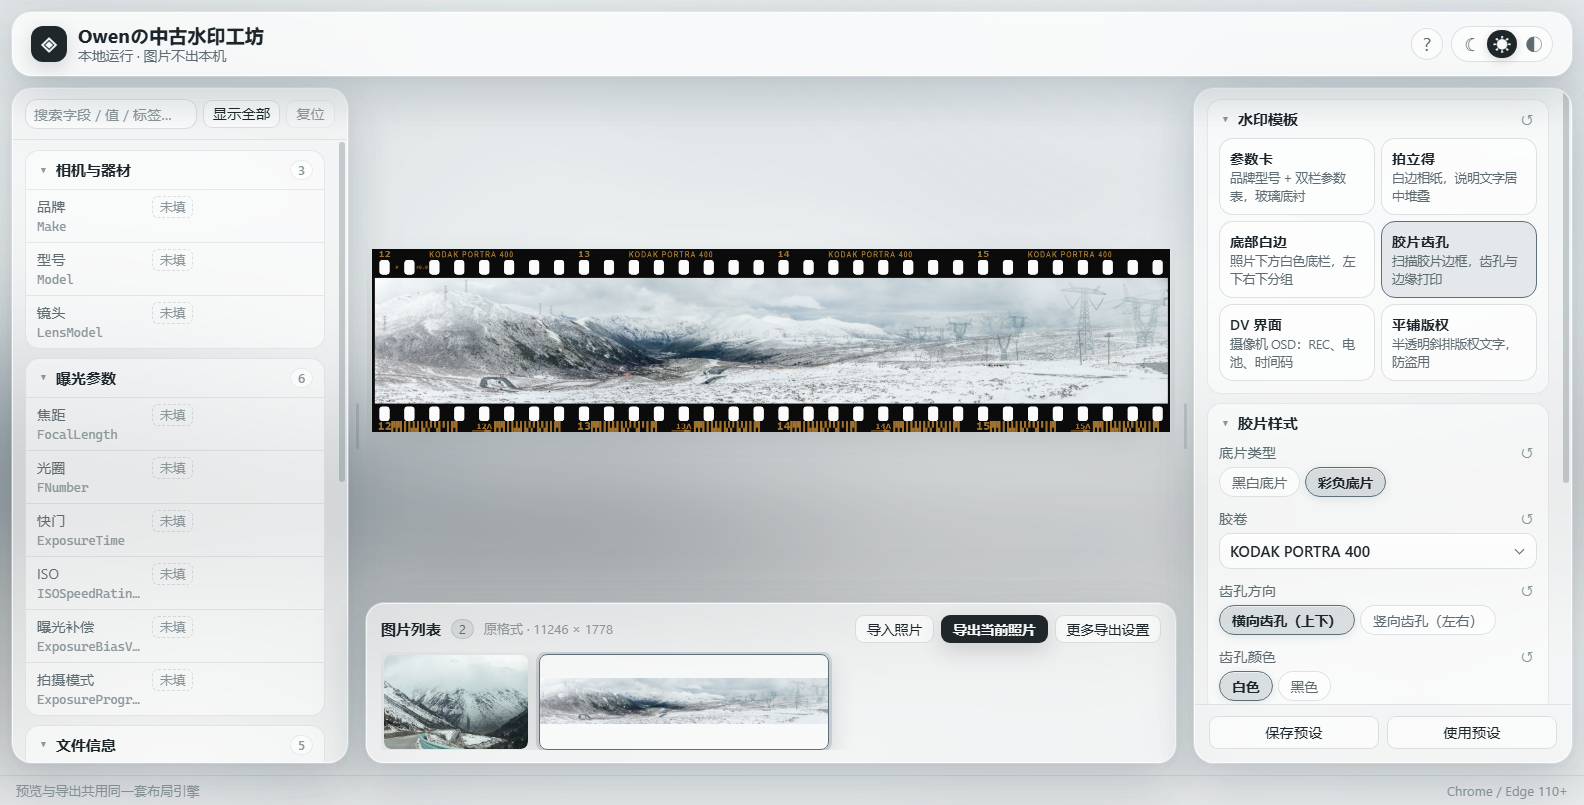 Owenの中古水印工坊
本地运行 · 图片不出本机
?
搜索字段 / 值 / 标签...
显示全部
复位
相机与器材
3
品牌
未填
Make
型号
未填
Model
镜头
未填
LensModel
曝光参数
6
焦距
未填
FocalLength
光圈
未填
FNumber
快门
未填
ExposureTime
ISO
未填
ISOSpeedRatin…
曝光补偿
未填
ExposureBiasV…
拍摄模式
未填
ExposureProgr…
文件信息
5
12 KODAK PORTRA 400 13 KODAK PORTRA 400 14 KODAK PORTRA 400 15 KODAK PORTRA 400
12 12A 13 13A 14 14A 15 15A
图片列表
2
原格式 · 11246 × 1778
导入照片
导出当前照片
更多导出设置
水印模板
参数卡
品牌型号 + 双栏参数
表，玻璃底衬
拍立得
白边相纸，说明文字居
中堆叠
底部白边
照片下方白色底栏，左
下右下分组
胶片齿孔
扫描胶片边框，齿孔与
边缘打印
DV 界面
摄像机 OSD：REC、电
池、时间码
平铺版权
半透明斜排版权文字，
防盗用
胶片样式
底片类型
黑白底片
彩负底片
胶卷
KODAK PORTRA 400
齿孔方向
横向齿孔（上下）
竖向齿孔（左右）
齿孔颜色
白色
黑色
保存预设
使用预设
预览与导出共用同一套布局引擎
Chrome / Edge 110+